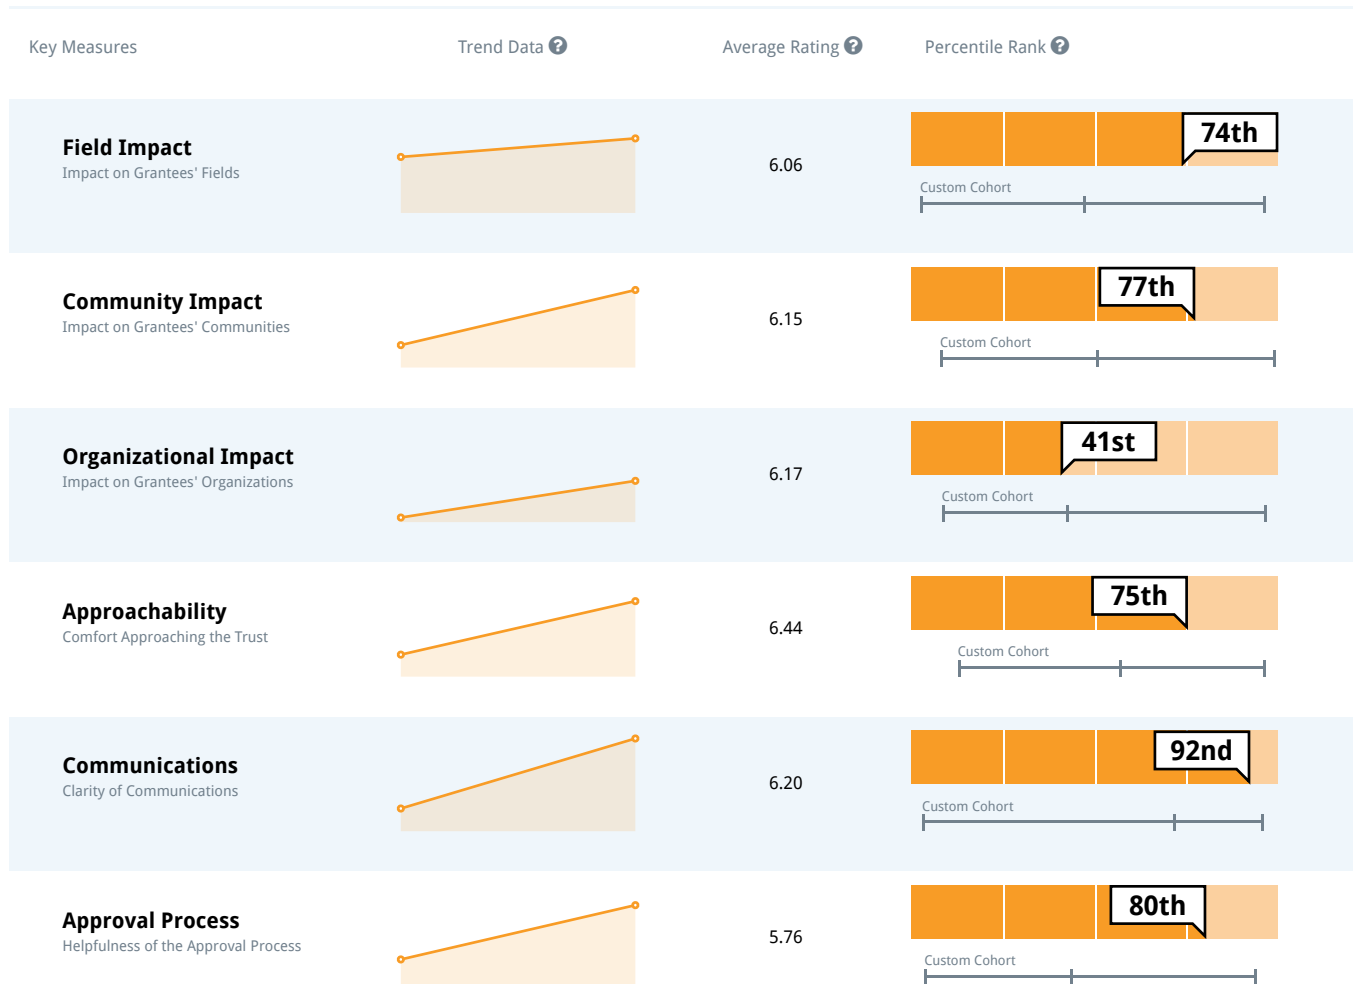 Key Measures
Trend Data ?
Average Rating ?
Percentile Rank ?
Field Impact
Impact on Grantees' Fields
6.06
74th
Custom Cohort
Community Impact
Impact on Grantees' Communities
6.15
77th
Custom Cohort
Organizational Impact
Impact on Grantees' Organizations
6.17
41st
Custom Cohort
Approachability
Comfort Approaching the Trust
6.44
75th
Custom Cohort
Communications
Clarity of Communications
6.20
92nd
Custom Cohort
Approval Process
Helpfulness of the Approval Process
5.76
80th
Custom Cohort